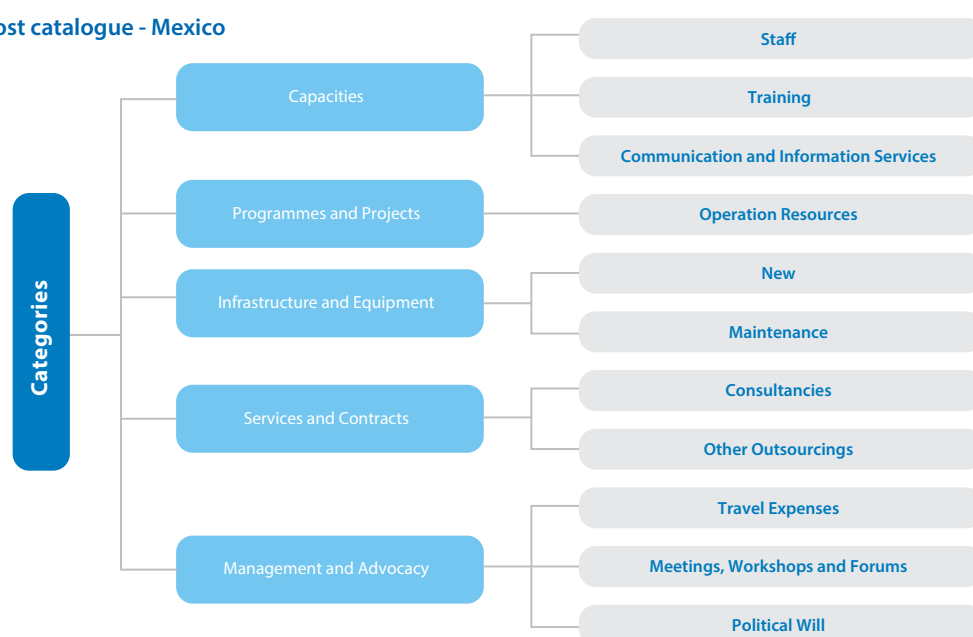 ost catalogue - Mexico
Categories
Capacities
Staff
Training
Communication and Information Services
Programmes and Projects
Operation Resources
Infrastructure and Equipment
New
Maintenance
Services and Contracts
Consultancies
Other Outsourcings
Management and Advocacy
Travel Expenses
Meetings, Workshops and Forums
Political Will